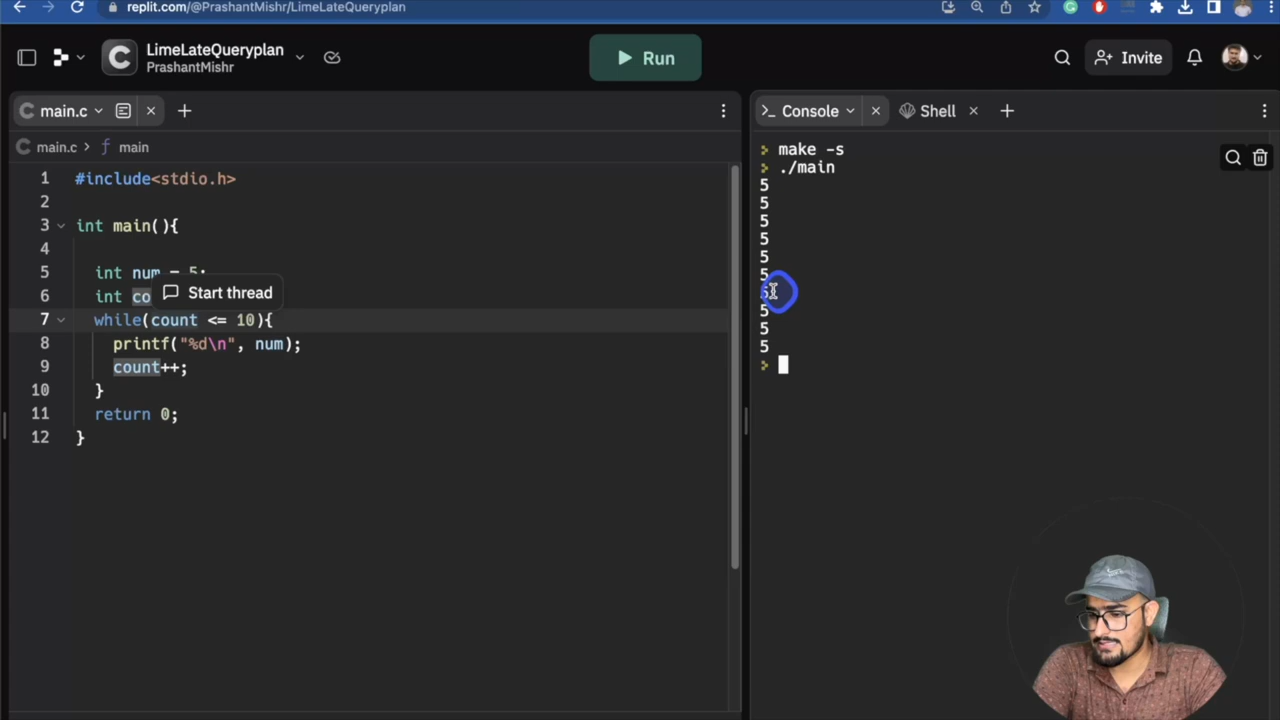 replit.com/@PrashantMishr/LimeLateQueryplan
LimeLateQueryplan
PrashantMishr
Run
Invite
main.c
main.c > f main
1 #include<stdio.h>
2
3 int main(){
4
5 int num = 5;
6 int co
Start thread
7 while(count <= 10){
8 printf("%d\n", num);
9 count++;
10 }
11 return 0;
12 }
>_ Console
Shell
> make -s
> ./main
5
5
5
5
5
5
5
5
5
5
>